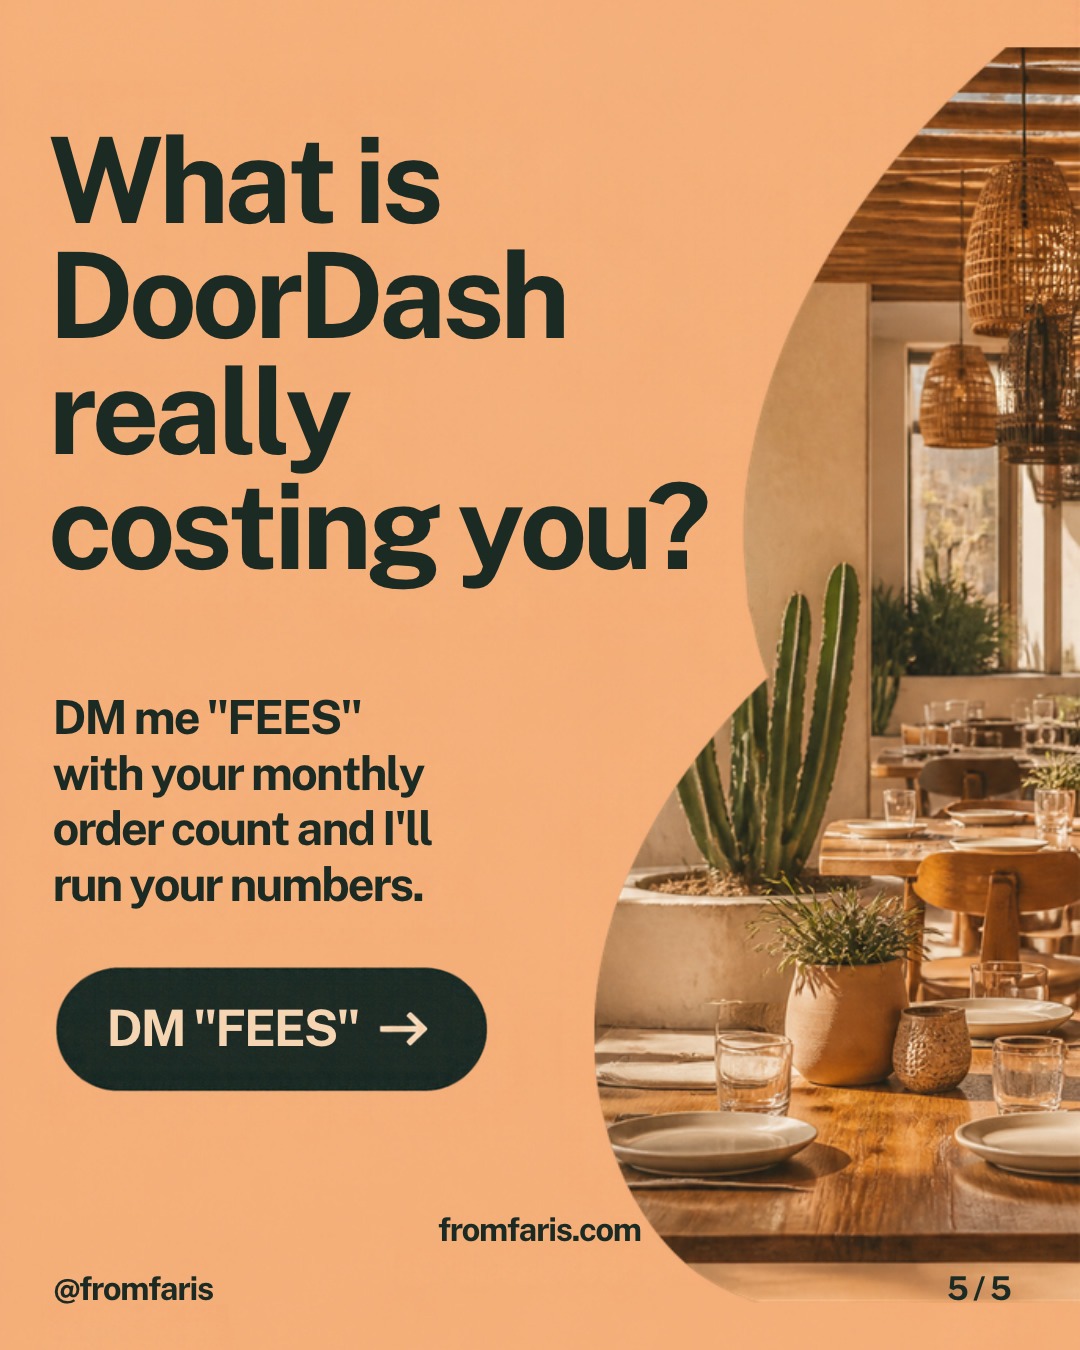 What is
DoorDash
really
costing you?
DM me "FEES"
with your monthly
order count and I'll
run your numbers.
DM "FEES" →
fromfaris.com
@fromfaris
5 / 5